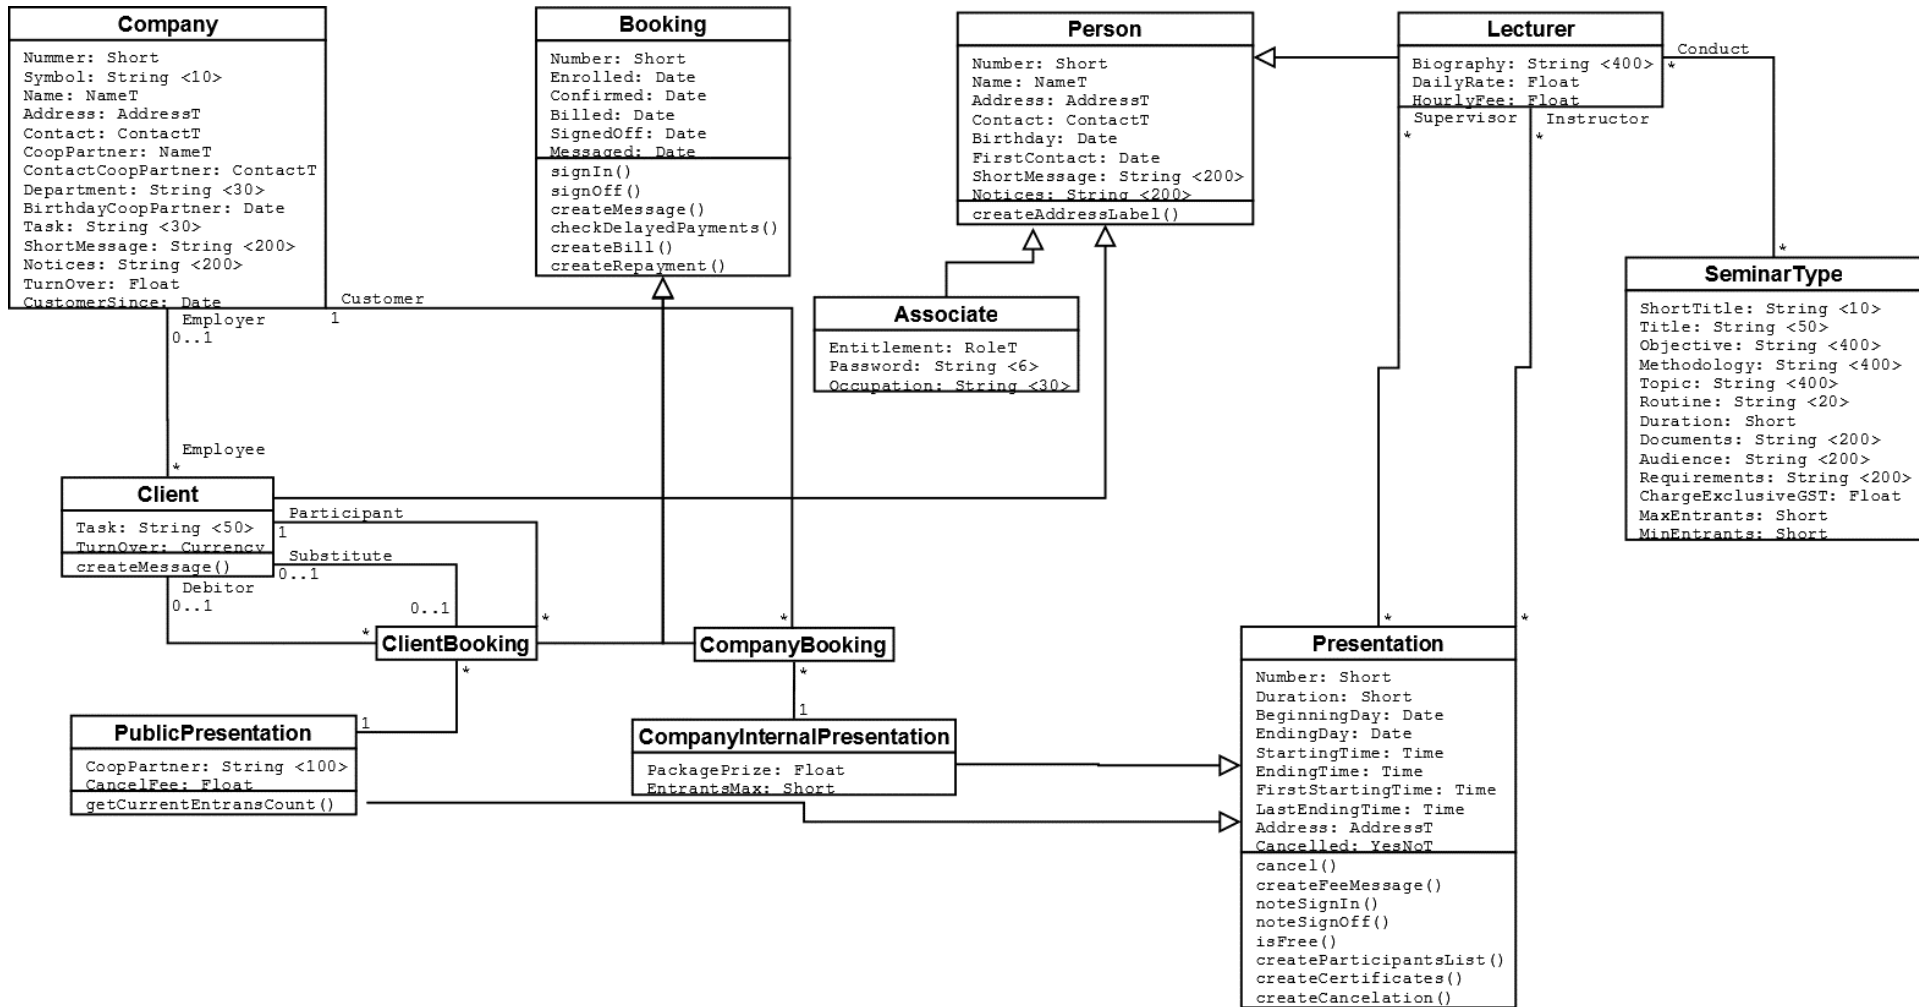 Company
Nummer: Short
Symbol: String <10>
Name: NameT
Address: AddressT
Contact: ContactT
CoopPartner: NameT
ContactCoopPartner: ContactT
Department: String <30>
BirthdayCoopPartner: Date
Task: String <30>
ShortMessage: String <200>
Notices: String <200>
TurnOver: Float
CustomerSince: Date
Booking
Number: Short
Enrolled: Date
Confirmed: Date
Billed: Date
SignedOff: Date
Messaged: Date
signIn()
signOff()
createMessage()
checkDelayedPayments()
createBill()
createRepayment()
Person
Number: Short
Name: NameT
Address: AddressT
Contact: ContactT
Birthday: Date
FirstContact: Date
ShortMessage: String <200>
Notices: String <200>
createAddressLabel()
Lecturer
Biography: String <400>
DailyRate: Float
HourlyFee: Float
Conduct
*
Supervisor
*
Instructor
*
*
SeminarType
ShortTitle: String <10>
Title: String <50>
Objective: String <400>
Methodology: String <400>
Topic: String <400>
Routine: String <20>
Duration: Short
Documents: String <200>
Audience: String <200>
Requirements: String <200>
ChargeExclusiveGST: Float
MaxEntrants: Short
MinEntrants: Short
Customer
1
Employer
0..1
Associate
Entitlement: RoleT
Password: String <6>
Occupation: String <30>
Employee
*
Client
Task: String <50>
TurnOver: Currency
createMessage()
Participant
1
Substitute
0..1
Debitor
0..1
0..1
*
*
*
ClientBooking
*
CompanyBooking
*
*
*
Presentation
Number: Short
Duration: Short
BeginningDay: Date
EndingDay: Date
StartingTime: Time
EndingTime: Time
FirstStartingTime: Time
LastEndingTime: Time
Address: AddressT
Cancelled: YesNoT
cancel()
createFeeMessage()
noteSignIn()
noteSignOff()
isFree()
createParticipantsList()
createCertificates()
createCancelation()
1
PublicPresentation
CoopPartner: String <100>
CancelFee: Float
getCurrentEntransCount()
1
CompanyInternalPresentation
PackagePrize: Float
EntrantsMax: Short